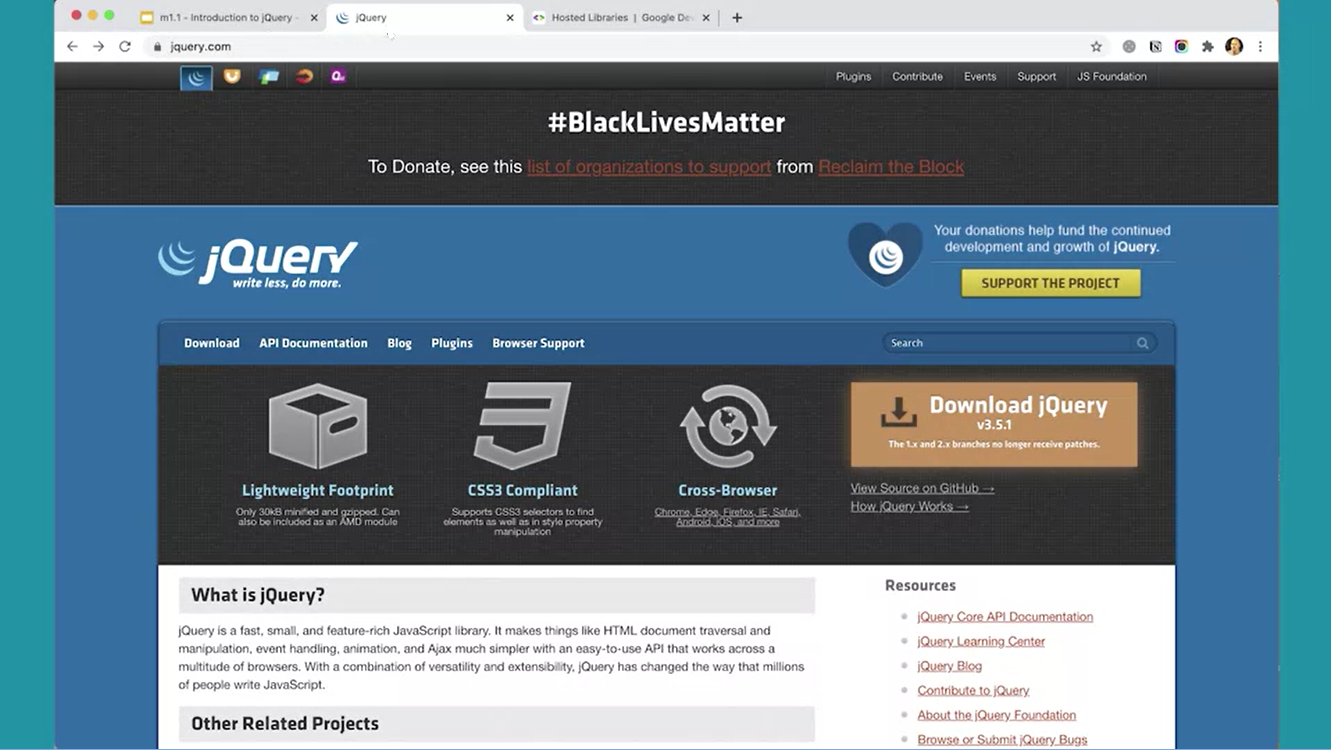 m1.1 - Introduction to jQuery -
jQuery
Hosted Libraries | Google De
jquery.com
Plugins
Contribute
Events
Support
JS Foundation
#BlackLivesMatter
To Donate, see this list of organizations to support from Reclaim the Block
jQuery
write less, do more.
Your donations help fund the continued
development and growth of jQuery.
SUPPORT THE PROJECT
Download
API Documentation
Blog
Plugins
Browser Support
Search
Lightweight Footprint
Only 30kB minified and gzipped. Can
also be included as an AMD module
CSS3 Compliant
Supports CSS3 selectors to find
elements as well as in style property
manipulation
Cross-Browser
Chrome, Edge, Firefox, IE, Safari,
Android, iOS, and more
Download jQuery
v3.5.1
The 1.x and 2.x branches no longer receive patches.
View Source on GitHub →
How jQuery Works →
What is jQuery?
jQuery is a fast, small, and feature-rich JavaScript library. It makes things like HTML document traversal and
manipulation, event handling, animation, and Ajax much simpler with an easy-to-use API that works across a
multitude of browsers. With a combination of versatility and extensibility, jQuery has changed the way that millions
of people write JavaScript.
Other Related Projects
Resources
jQuery Core API Documentation
jQuery Learning Center
jQuery Blog
Contribute to jQuery
About the jQuery Foundation
Browse or Submit jQuery Bugs